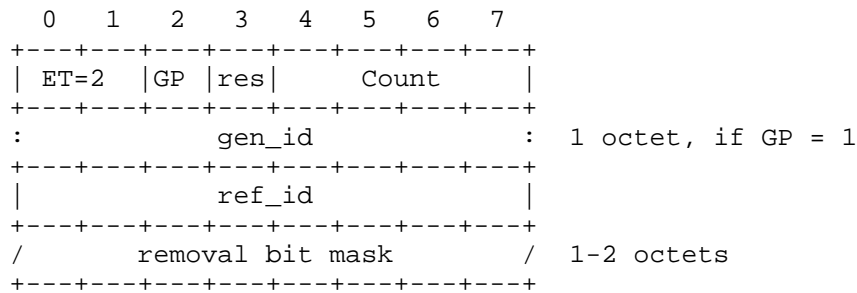 0   1   2   3   4   5   6   7
+---+---+---+---+---+---+---+---+
| ET=2  |GP |res|     Count     |
+---+---+---+---+---+---+---+---+
:            gen_id             :  1 octet, if GP = 1
+---+---+---+---+---+---+---+---+
|            ref_id             |
+---+---+---+---+---+---+---+---+
/       removal bit mask        /  1-2 octets
+---+---+---+---+---+---+---+---+